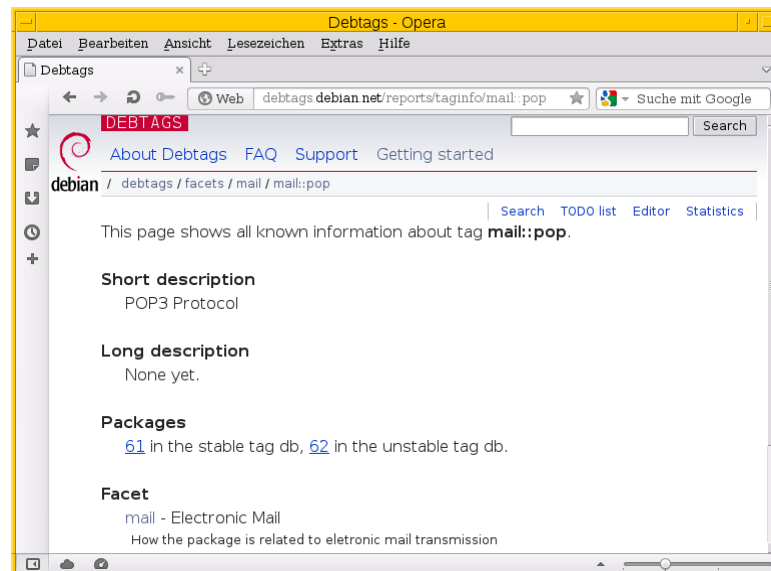 Debtags - Opera
Datei Bearbeiten Ansicht Lesezeichen Extras Hilfe
Debtags
Web debtags.debian.net/reports/taginfo/mail::pop Suche mit Google
DEBTAGS
Search
About Debtags FAQ Support Getting started
debian / debtags / facets / mail / mail::pop
Search TODO list Editor Statistics
This page shows all known information about tag mail::pop.
Short description
POP3 Protocol
Long description
None yet.
Packages
61 in the stable tag db, 62 in the unstable tag db.
Facet
mail - Electronic Mail
How the package is related to eletronic mail transmission